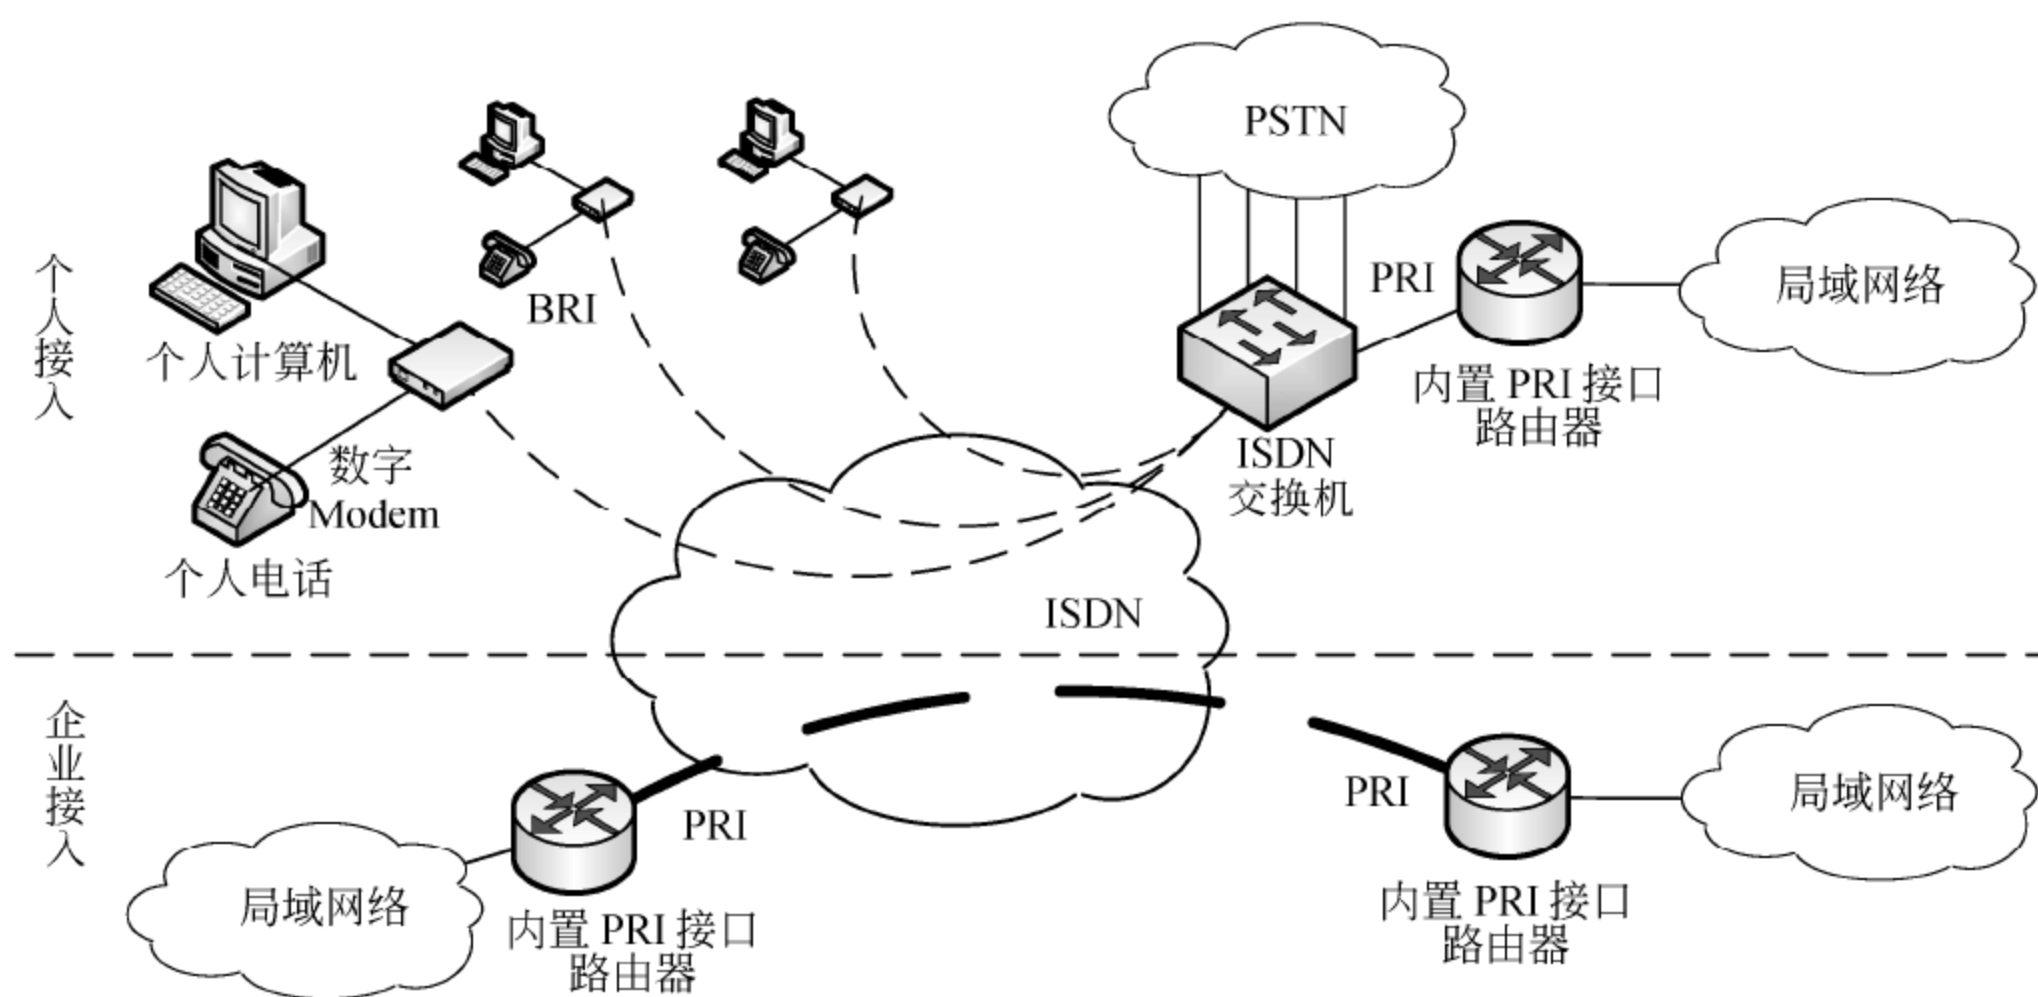 PSTN
个人接入
BRI
PRI
局域网络
个人计算机
内置 PRI 接口
路由器
数字
Modem
ISDN
交换机
个人电话
ISDN
企业接入
PRI
局域网络
PRI
局域网络
内置 PRI 接口
路由器
内置 PRI 接口
路由器